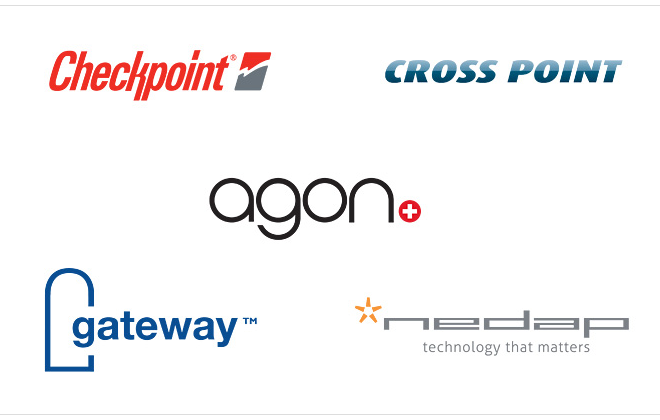 Checkpoint®
CROSS POINT
agon
gateway™
nedap
technology that matters